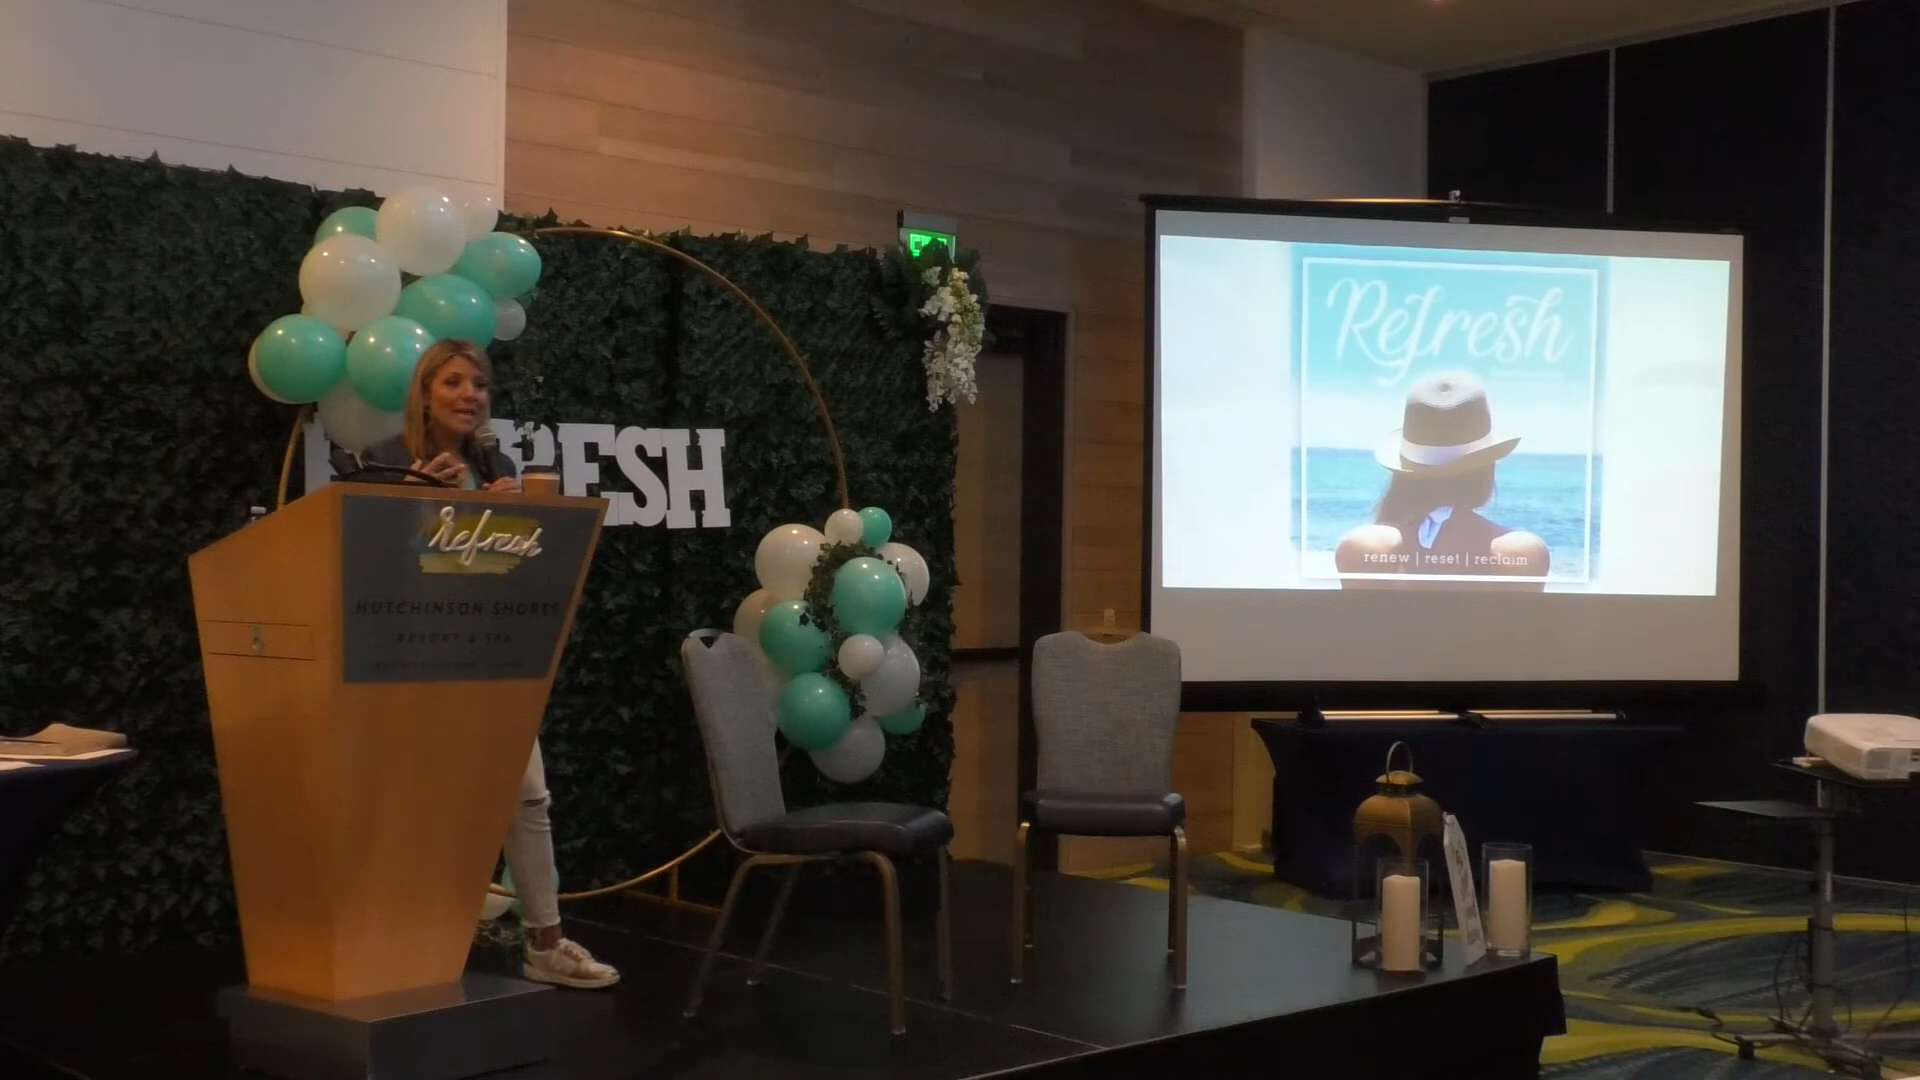 RESH
Refresh
HUTCHINSON SHORES
RESORT & SPA
Refresh
renew | reset | reclaim